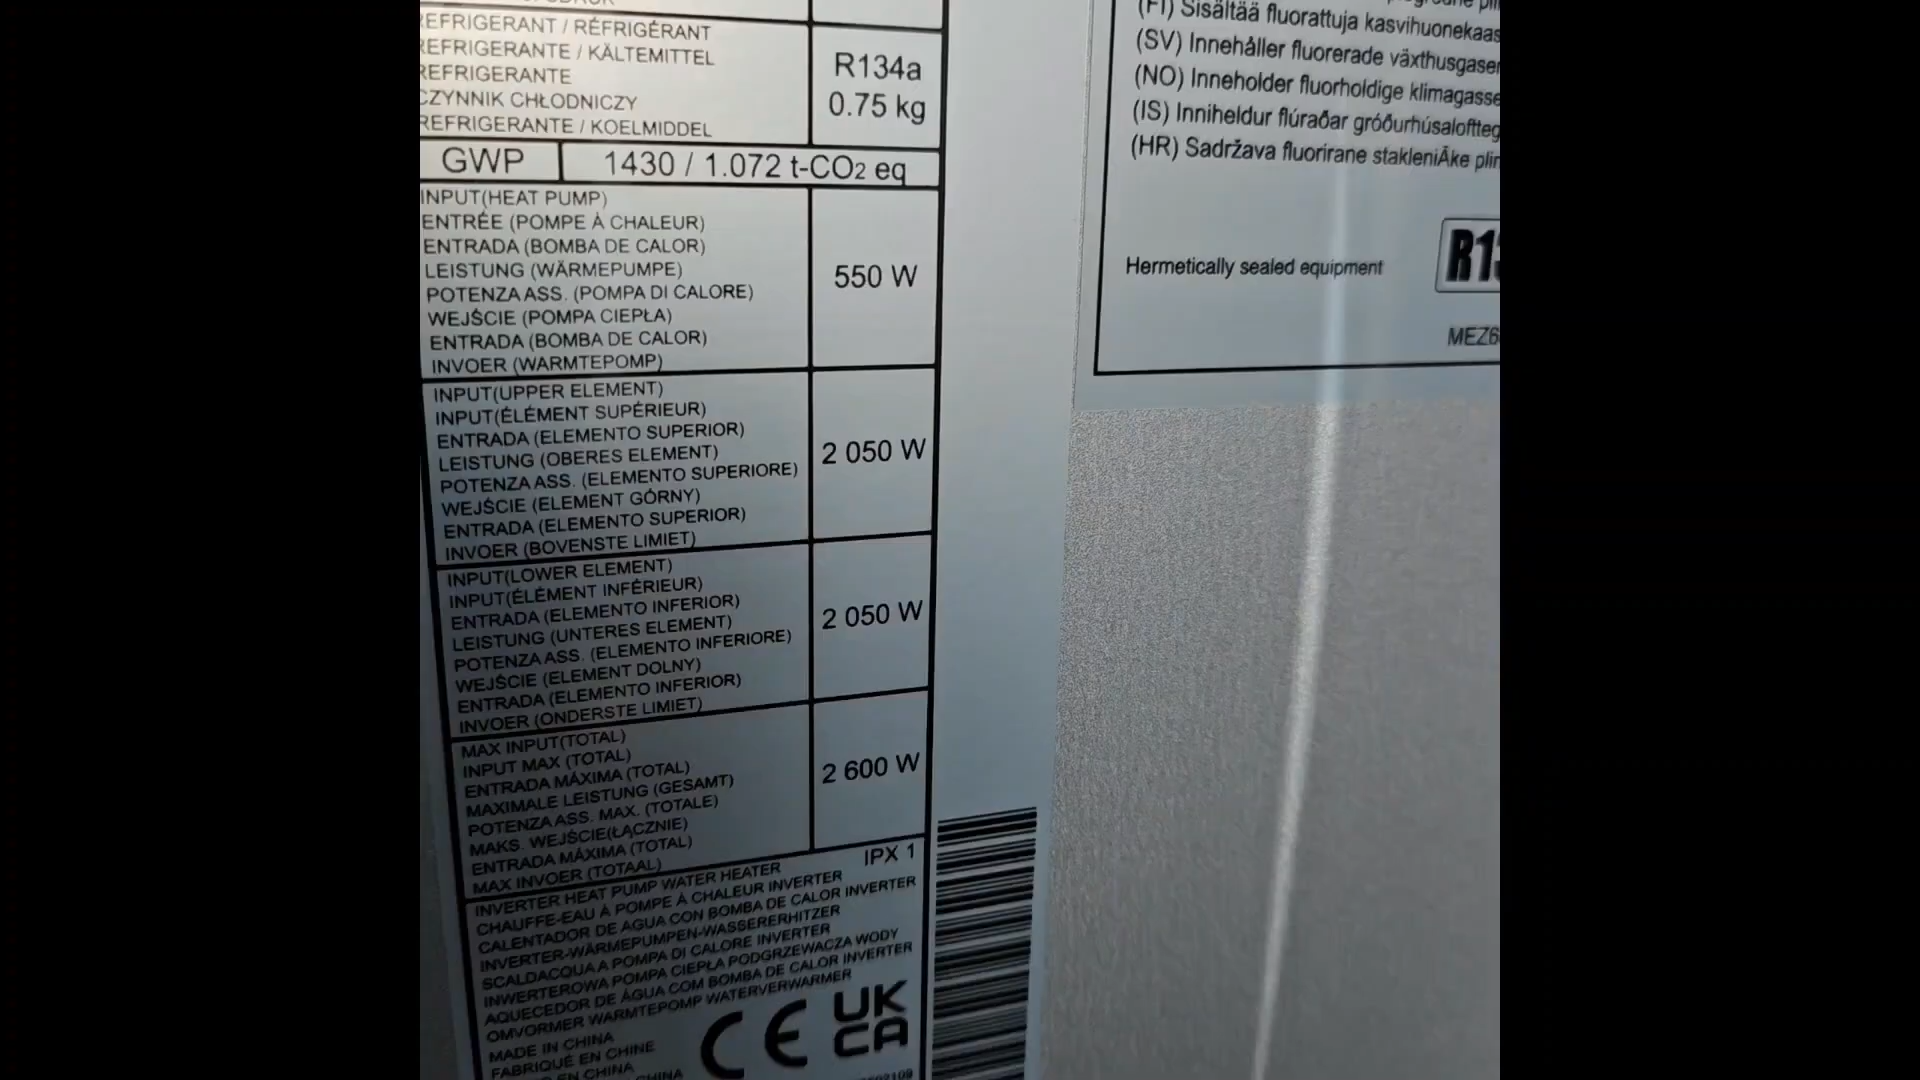 REFRIGERANT / RÉFRIGÉRANT
REFRIGERANTE / KÄLTEMITTEL
REFRIGERANTE
CZYNNIK CHŁODNICZY
REFRIGERANTE / KOELMIDDEL
R134a
0.75 kg
GWP
1430 / 1.072 t-CO2 eq
INPUT(HEAT PUMP)
ENTRÉE (POMPE À CHALEUR)
ENTRADA (BOMBA DE CALOR)
LEISTUNG (WÄRMEPUMPE)
POTENZA ASS. (POMPA DI CALORE)
WEJŚCIE (POMPA CIEPŁA)
ENTRADA (BOMBA DE CALOR)
INVOER (WARMTEPOMP)
550 W
INPUT(UPPER ELEMENT)
INPUT(ÉLÉMENT SUPÉRIEUR)
ENTRADA (ELEMENTO SUPERIOR)
LEISTUNG (OBERES ELEMENT)
POTENZA ASS. (ELEMENTO SUPERIORE)
WEJŚCIE (ELEMENT GÓRNY)
ENTRADA (ELEMENTO SUPERIOR)
INVOER (BOVENSTE LIMIET)
2 050 W
INPUT(LOWER ELEMENT)
INPUT(ÉLÉMENT INFÉRIEUR)
ENTRADA (ELEMENTO INFERIOR)
LEISTUNG (UNTERES ELEMENT)
POTENZA ASS. (ELEMENTO INFERIORE)
WEJŚCIE (ELEMENT DOLNY)
ENTRADA (ELEMENTO INFERIOR)
INVOER (ONDERSTE LIMIET)
2 050 W
MAX INPUT(TOTAL)
INPUT MAX (TOTAL)
ENTRADA MÁXIMA (TOTAL)
MAXIMALE LEISTUNG (GESAMT)
POTENZA ASS. MAX. (TOTALE)
MAKS. WEJŚCIE(ŁĄCZNIE)
ENTRADA MÁXIMA (TOTAL)
MAX INVOER (TOTAAL)
2 600 W
IPX 1
INVERTER HEAT PUMP WATER HEATER
CHAUFFE-EAU À POMPE À CHALEUR INVERTER
CALENTADOR DE AGUA CON BOMBA DE CALOR INVERTER
INVERTER-WÄRMEPUMPEN-WASSERERHITZER
SCALDACQUA A POMPA DI CALORE INVERTER
INWERTEROWA POMPA CIEPŁA PODGRZEWACZA WODY
AQUECEDOR DE ÁGUA COM BOMBA DE CALOR INVERTER
OMVORMER WARMTEPOMP WATERVERWARMER
MADE IN CHINA
FABRIQUÉ EN CHINE
EN CHINA
CE
UK
CA
(FI) Sisältää fluorattuja kasvihuonekaas
(SV) Innehåller fluorerade växthusgaser
(NO) Inneholder fluorholdige klimagasse
(IS) Inniheldur flúraðar gróðurhúsaloftteg
(HR) Sadržava fluorirane stakleniÄke plin
Hermetically sealed equipment
R13
MEZ6